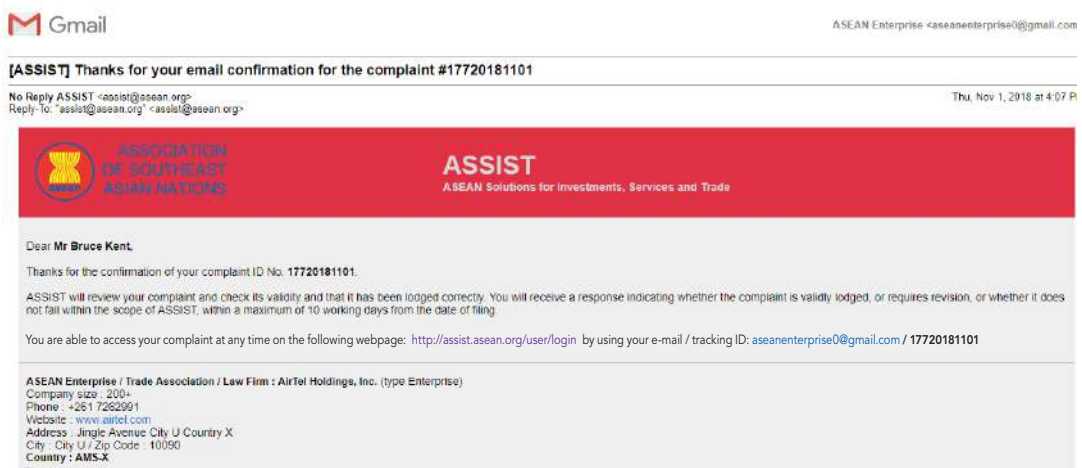 Gmail
ASEAN Enterprise <aseanenterprise0@gmail.com
[ASSIST] Thanks for your email confirmation for the complaint #17720181101
No Reply ASSIST <assist@asean.org>
Thu, Nov 1, 2018 at 4:07 P
Reply-To: "assist@asean.org" <assist@asean.org>
ASSOCIATION
OF SOUTHEAST
ASIAN NATIONS
asean
ASSIST
ASEAN Solutions for Investments, Services and Trade
Dear Mr Bruce Kent,
Thanks for the confirmation of your complaint ID No. 17720181101.
ASSIST will review your complaint and check its validity and that it has been lodged correctly. You will receive a response indicating whether the complaint is validly lodged, or requires revision, or whether it does
not fall within the scope of ASSIST, within a maximum of 10 working days from the date of filing.
You are able to access your complaint at any time on the following webpage: http://assist.asean.org/user/login by using your e-mail / tracking ID: aseanenterprise0@gmail.com / 17720181101
ASEAN Enterprise / Trade Association / Law Firm : AirTel Holdings, Inc. (type Enterprise)
Company size : 200+
Phone : +261 7262991
Website : www.airtel.com
Address : Jingle Avenue City U Country X
City : City U / Zip Code : 10090
Country : AMS-X